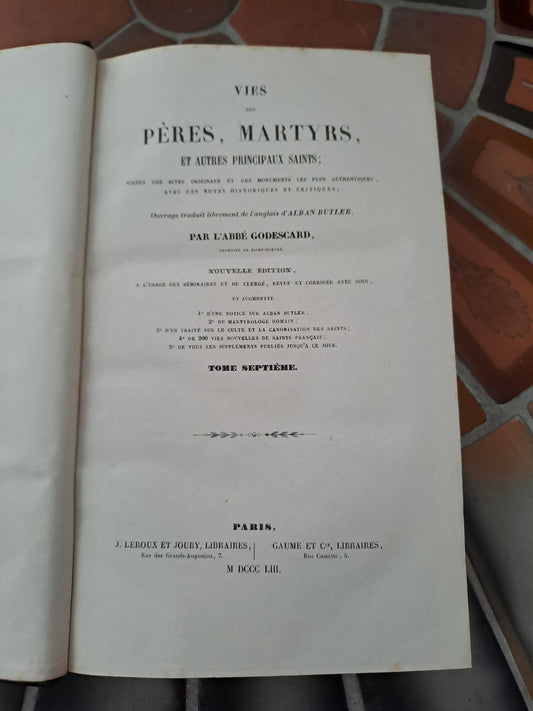 VIES
DES
PÈRES, MARTYRS,
ET AUTRES PRINCIPAUX SAINTS;
TIRÉES DES ACTES ORIGINAUX ET DES MONUMENTS LES PLUS AUTHENTIQUES,
AVEC DES NOTES HISTORIQUES ET CRITIQUES;
Ouvrage traduit librement de l'anglais d'ALBAN BUTLER,
PAR L'ABBÉ GODESCARD,
CHANOINE DE SAINT-HONORÉ.
NOUVELLE ÉDITION,
A L'USAGE DES SÉMINAIRES ET DU CLERGÉ, REVUE ET CORRIGÉE AVEC SOIN,
ET AUGMENTÉE
1° D'UNE NOTICE SUR ALBAN BUTLER;
2° DU MARTYROLOGE ROMAIN;
3° D'UN TRAITÉ SUR LE CULTE ET LA CANONISATION DES SAINTS;
4° DE 200 VIES NOUVELLES DE SAINTS FRANÇAIS;
5° DE TOUS LES SUPPLÉMENTS PUBLIÉS JUSQU'A CE JOUR.
TOME SEPTIÈME.
PARIS,
J. LEROUX ET JOUBY, LIBRAIRES,
Rue des Grands-Augustins, 7.
GAUME ET Cie, LIBRAIRES,
Rue Cassette, 4.
M DCCC LIII.